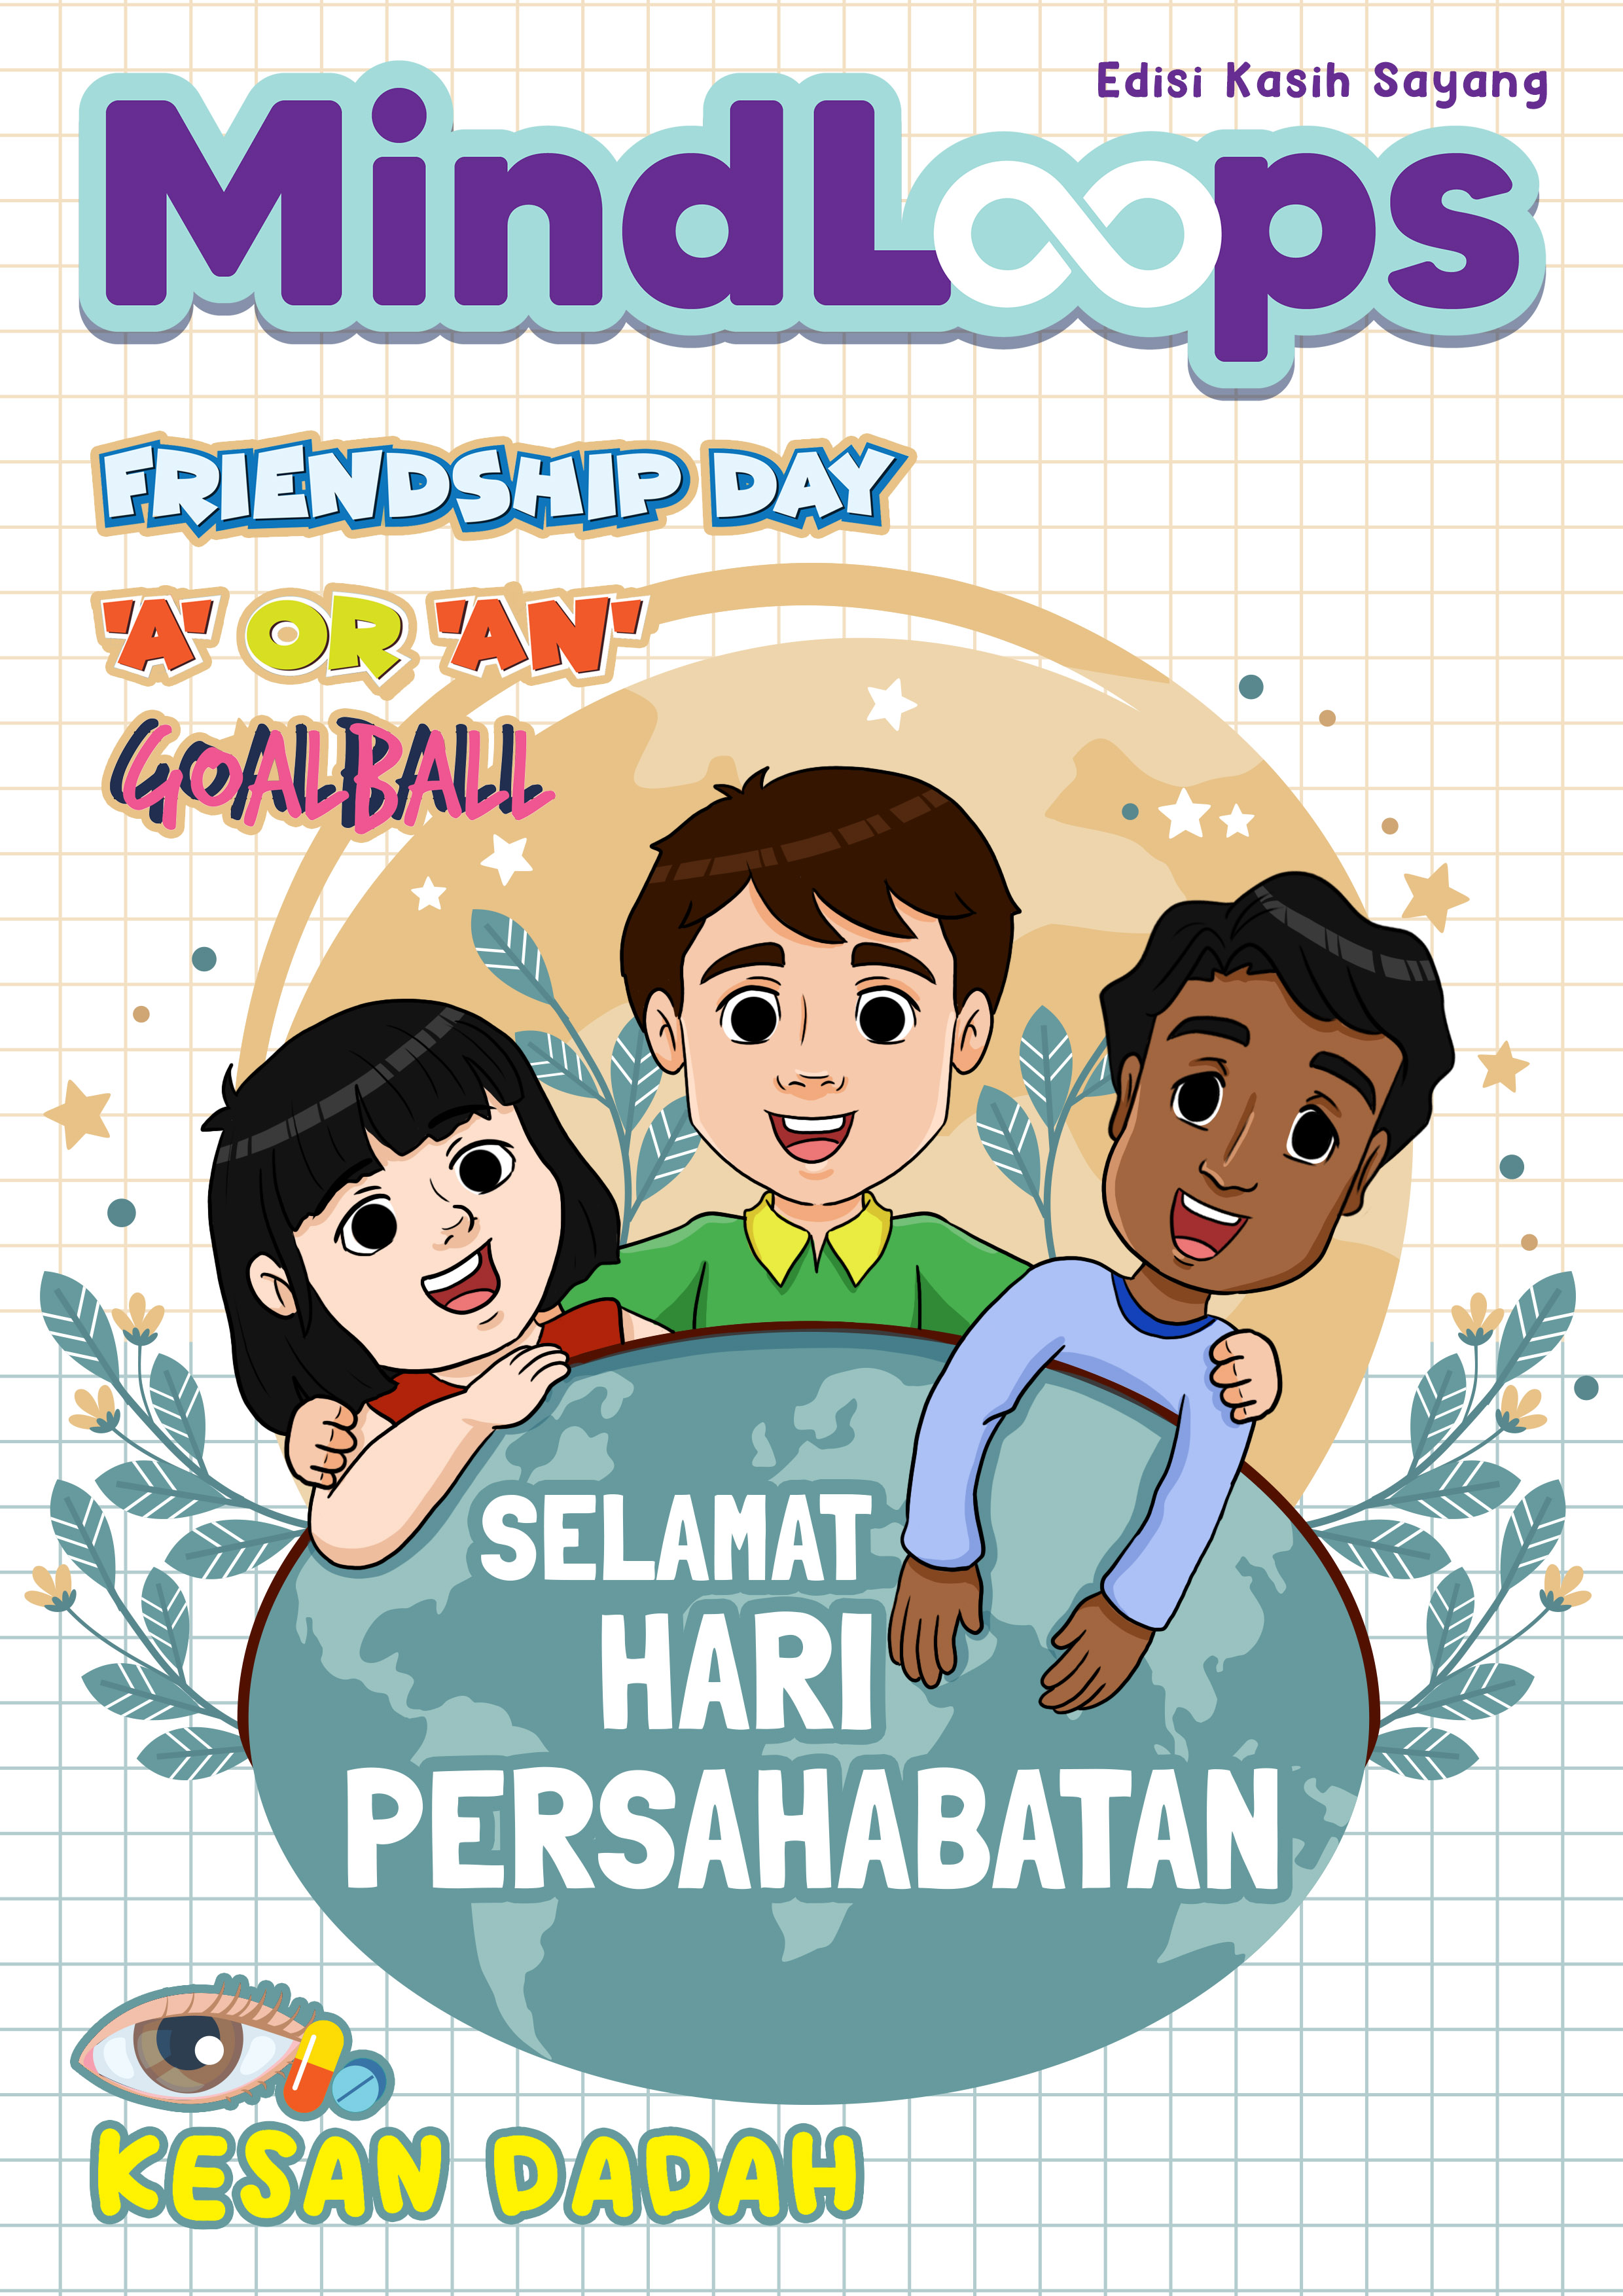 Edisi Kasih Sayang
MindLoops
FRIENDSHIP DAY
'A' OR 'AN'
GOALBALL
SELAMAT
HARI
PERSAHABATAN
KESAN DADAH